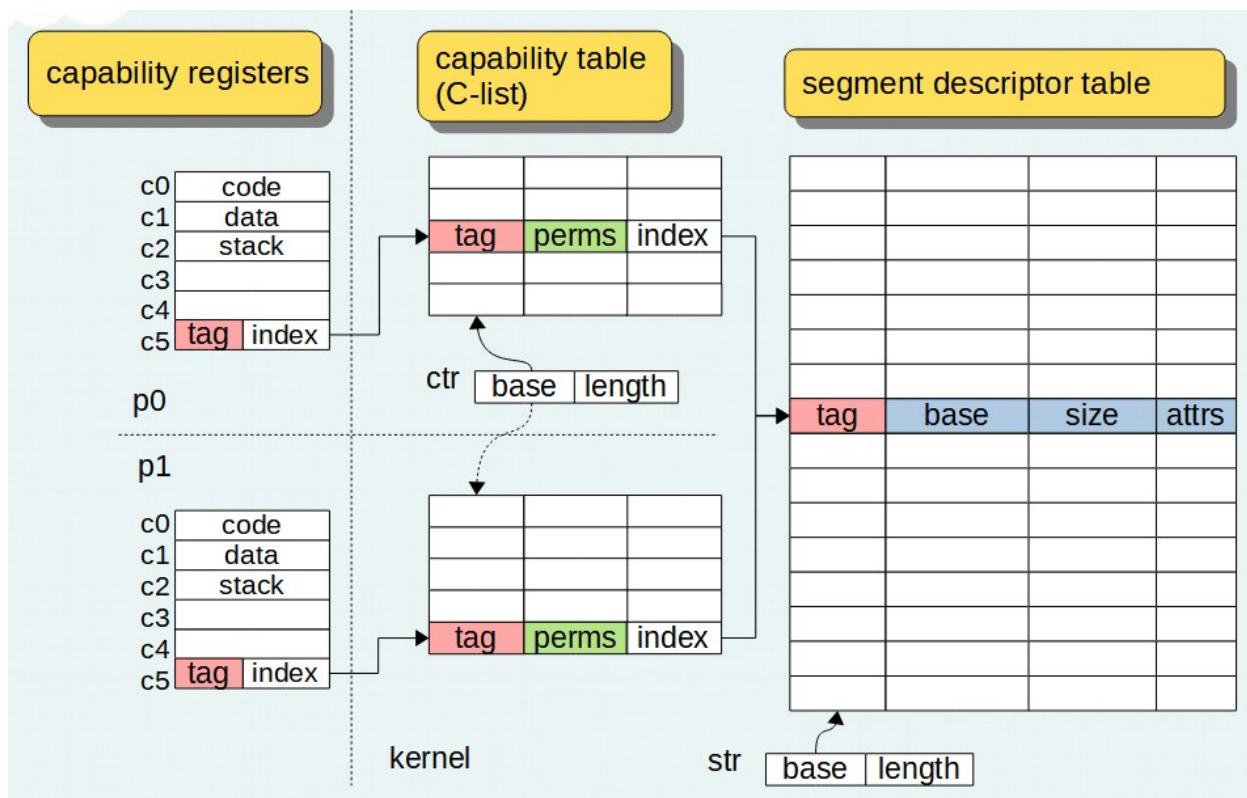 capability registers
capability table
(C-list)
segment descriptor table
c0 code
c1 data
c2 stack
c3
c4
c5 tag index
p0
tag perms index
ctr base length
tag base size attrs
p1
c0 code
c1 data
c2 stack
c3
c4
c5 tag index
tag perms index
kernel
str base length